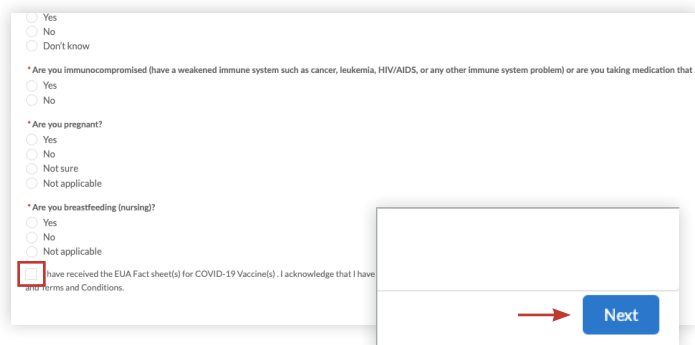 Yes
No
Don't know
*Are you immunocompromised (have a weakened immune system such as cancer, leukemia, HIV/AIDS, or any other immune system problem) or are you taking medication that
Yes
No
*Are you pregnant?
Yes
No
Not sure
Not applicable
*Are you breastfeeding (nursing)?
Yes
No
Not applicable
have received the EUA Fact sheet(s) for COVID-19 Vaccine(s) . I acknowledge that I have
and Terms and Conditions.
Next